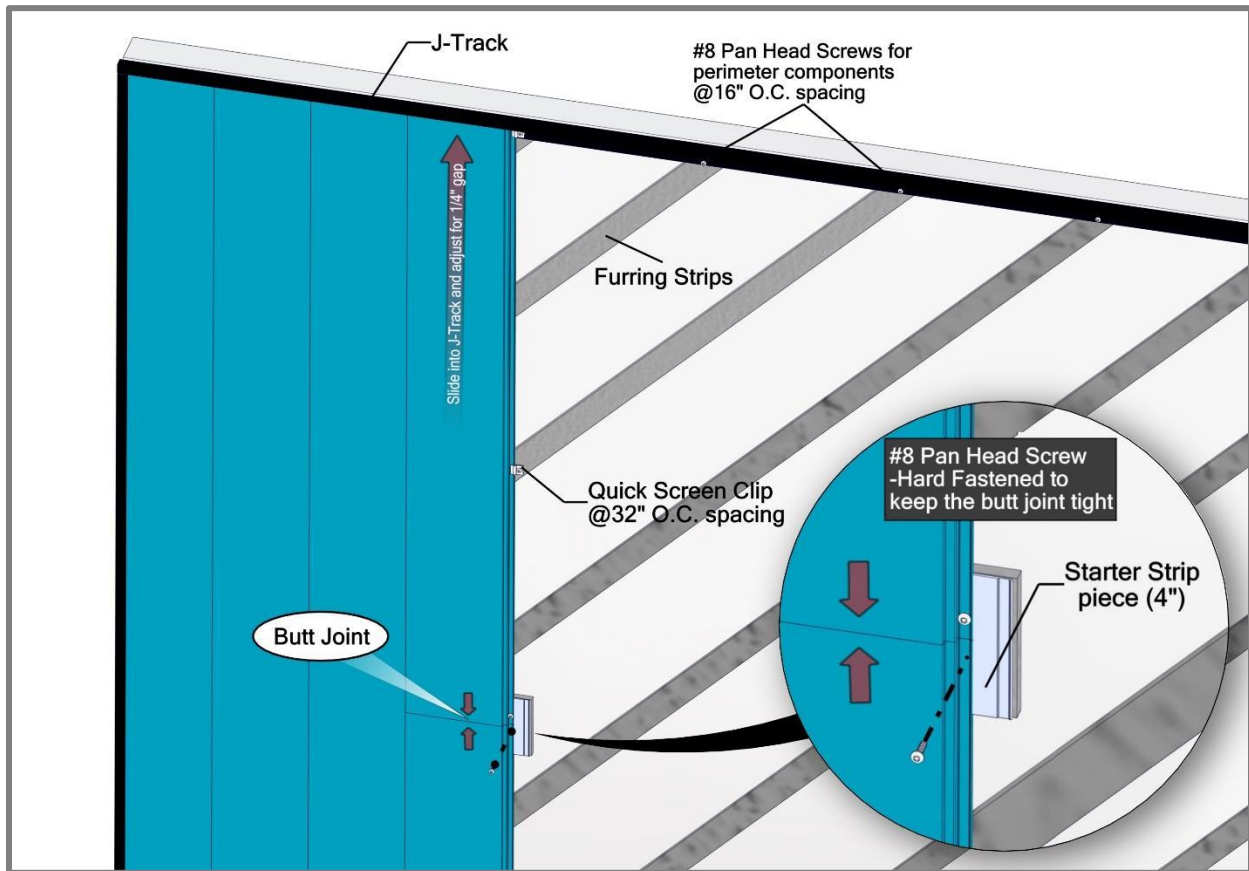 J-Track
#8 Pan Head Screws for
perimeter components
@16" O.C. spacing
Slide into J-Track and adjust for 1/4" gap
Furring Strips
Quick Screen Clip
@32" O.C. spacing
#8 Pan Head Screw
-Hard Fastened to
keep the butt joint tight
Starter Strip
piece (4")
Butt Joint